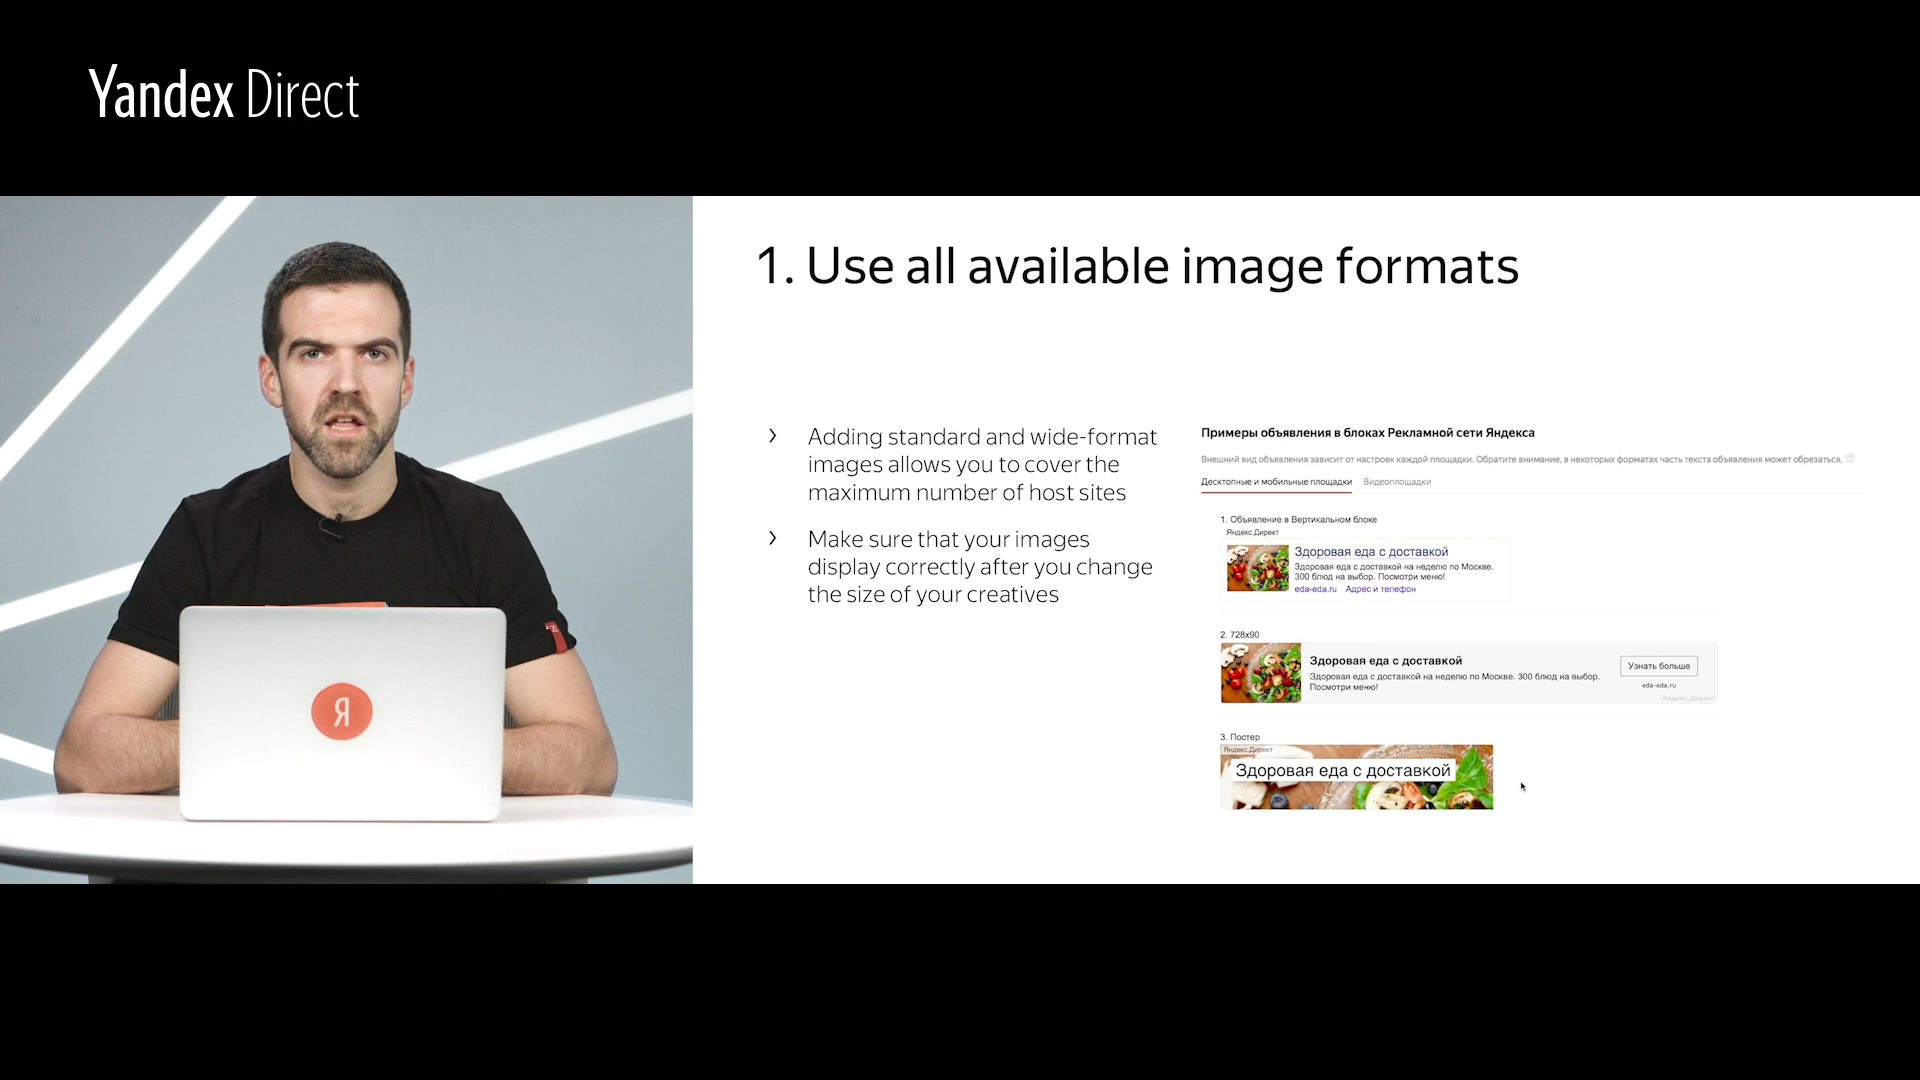 Yandex Direct
1. Use all available image formats
Adding standard and wide-format
images allows you to cover the
maximum number of host sites
Make sure that your images
display correctly after you change
the size of your creatives
Примеры объявления в блоках Рекламной сети Яндекса
Внешний вид объявления зависит от настроек каждой площадки. Обратите внимание, в некоторых форматах часть текста объявления может обрезаться. ?
Десктопные и мобильные площадки Видеоплощадки
1. Объявление в Вертикальном блоке
Яндекс.Директ
Здоровая еда с доставкой
Здоровая еда с доставкой на неделю по Москве.
300 блюд на выбор. Посмотри меню!
eda-eda.ru Адрес и телефон
2. 728x90
Здоровая еда с доставкой
Здоровая еда с доставкой на неделю по Москве. 300 блюд на выбор.
Посмотри меню!
Узнать больше
eda-eda.ru
Яндекс.Директ
3. Постер
Яндекс.Директ
Здоровая еда с доставкой
Я